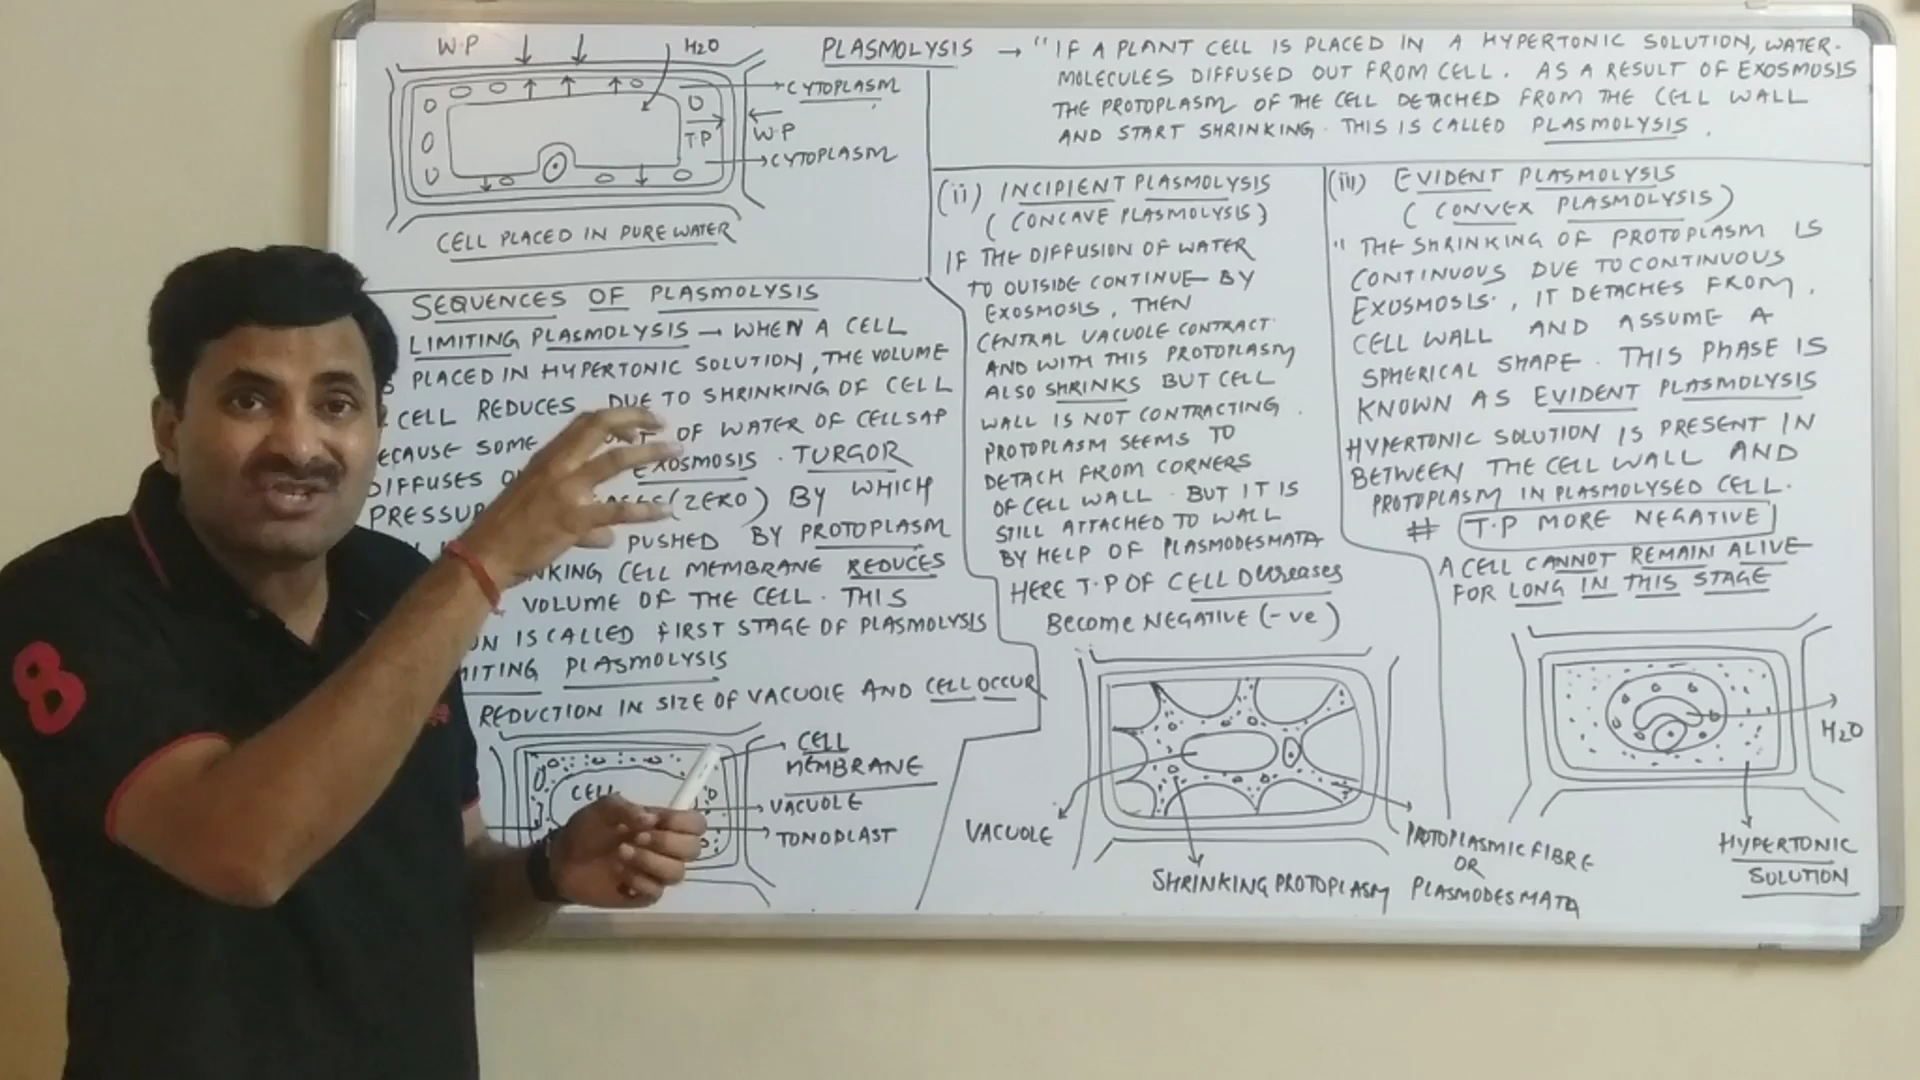 W.P
H2O
CYTOPLASM
T.P
W.P
CYTOPLASM
CELL PLACED IN PURE WATER
PLASMOLYSIS → "IF A PLANT CELL IS PLACED IN A HYPERTONIC SOLUTION, WATER.
MOLECULES DIFFUSED OUT FROM CELL. AS A RESULT OF EXOSMOSIS
THE PROTOPLASM OF THE CELL DETACHED FROM THE CELL WALL
AND START SHRINKING. THIS IS CALLED PLASMOLYSIS.
SEQUENCES OF PLASMOLYSIS
LIMITING PLASMOLYSIS → WHEN A CELL
PLACED IN HYPERTONIC SOLUTION, THE VOLUME
CELL REDUCES DUE TO SHRINKING OF CELL
SOME OF WATER OF CELLSAP
DIFFUSES EXOSMOSIS. TURGOR
(ZERO) BY WHICH
PUSHED BY PROTOPLASM
CELL MEMBRANE REDUCES
VOLUME OF THE CELL. THIS
IS CALLED FIRST STAGE OF PLASMOLYSIS
PLASMOLYSIS
REDUCTION IN SIZE OF VACUOLE AND CELL OCCUR
CELL
CELL
MEMBRANE
VACUOLE
TONOPLAST
(ii) INCIPIENT PLASMOLYSIS
(CONCAVE PLASMOLYSIS)
IF THE DIFFUSION OF WATER
TO OUTSIDE CONTINUE BY
EXOSMOSIS, THEN
CENTRAL VACUOLE CONTRACT
AND WITH THIS PROTOPLASM
ALSO SHRINKS BUT CELL
WALL IS NOT CONTRACTING.
PROTOPLASM SEEMS TO
DETACH FROM CORNERS
OF CELL WALL. BUT IT IS
STILL ATTACHED TO WALL
BY HELP OF PLASMODESMATA
HERE T.P OF CELL DECREASES
BECOME NEGATIVE (-ve)
VACUOLE
SHRINKING PROTOPLASM
PROTOPLASMIC FIBRE
OR
PLASMODESMATA
(iii) EVIDENT PLASMOLYSIS
(CONVEX PLASMOLYSIS)
"THE SHRINKING OF PROTOPLASM IS
CONTINUOUS DUE TO CONTINUOUS
EXOSMOSIS, IT DETACHES FROM.
CELL WALL AND ASSUME A
SPHERICAL SHAPE. THIS PHASE IS
KNOWN AS EVIDENT PLASMOLYSIS
HYPERTONIC SOLUTION IS PRESENT IN
BETWEEN THE CELL WALL AND
PROTOPLASM IN PLASMOLYSED CELL.
# T.P MORE NEGATIVE
A CELL CANNOT REMAIN ALIVE
FOR LONG IN THIS STAGE
H2O
HYPERTONIC
SOLUTION
8